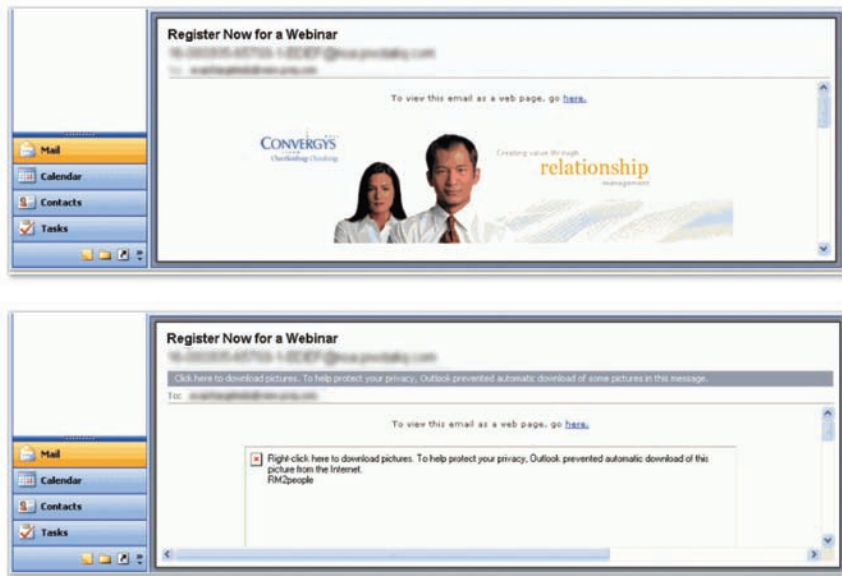 Register Now for a Webinar
To:
To view this email as a web page, go here.
CONVERGYS
Outthinking Outdoing
Creating value through
relationship
management
Mail
Calendar
Contacts
Tasks
Register Now for a Webinar
Click here to download pictures. To help protect your privacy, Outlook prevented automatic download of some pictures in this message.
To:
To view this email as a web page, go here.
Right-click here to download pictures. To help protect your privacy, Outlook prevented automatic download of this
picture from the Internet.
RM2people
Mail
Calendar
Contacts
Tasks